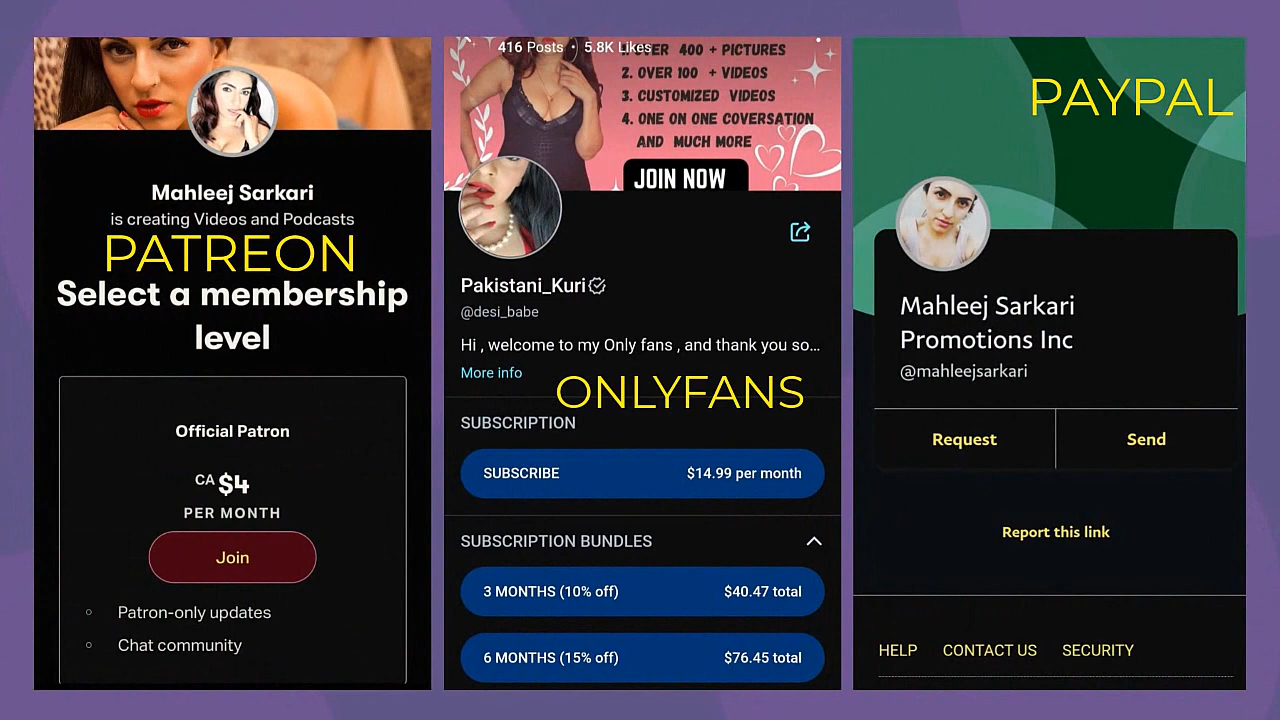 Mahleej Sarkari
is creating Videos and Podcasts
PATREON
Select a membership
level
Official Patron
CA $4
PER MONTH
Join
Patron-only updates
Chat community
416 Posts • 5.8K Likes
OVER 400 + PICTURES
2. OVER 100 + VIDEOS
3. CUSTOMIZED VIDEOS
4. ONE ON ONE COVERSATION
AND MUCH MORE
JOIN NOW
Pakistani_Kuri
@desi_babe
Hi , welcome to my Only fans , and thank you so...
More info
ONLYFANS
SUBSCRIPTION
SUBSCRIBE $14.99 per month
SUBSCRIPTION BUNDLES
3 MONTHS (10% off) $40.47 total
6 MONTHS (15% off) $76.45 total
PAYPAL
Mahleej Sarkari
Promotions Inc
@mahleejsarkari
Request Send
Report this link
HELP CONTACT US SECURITY